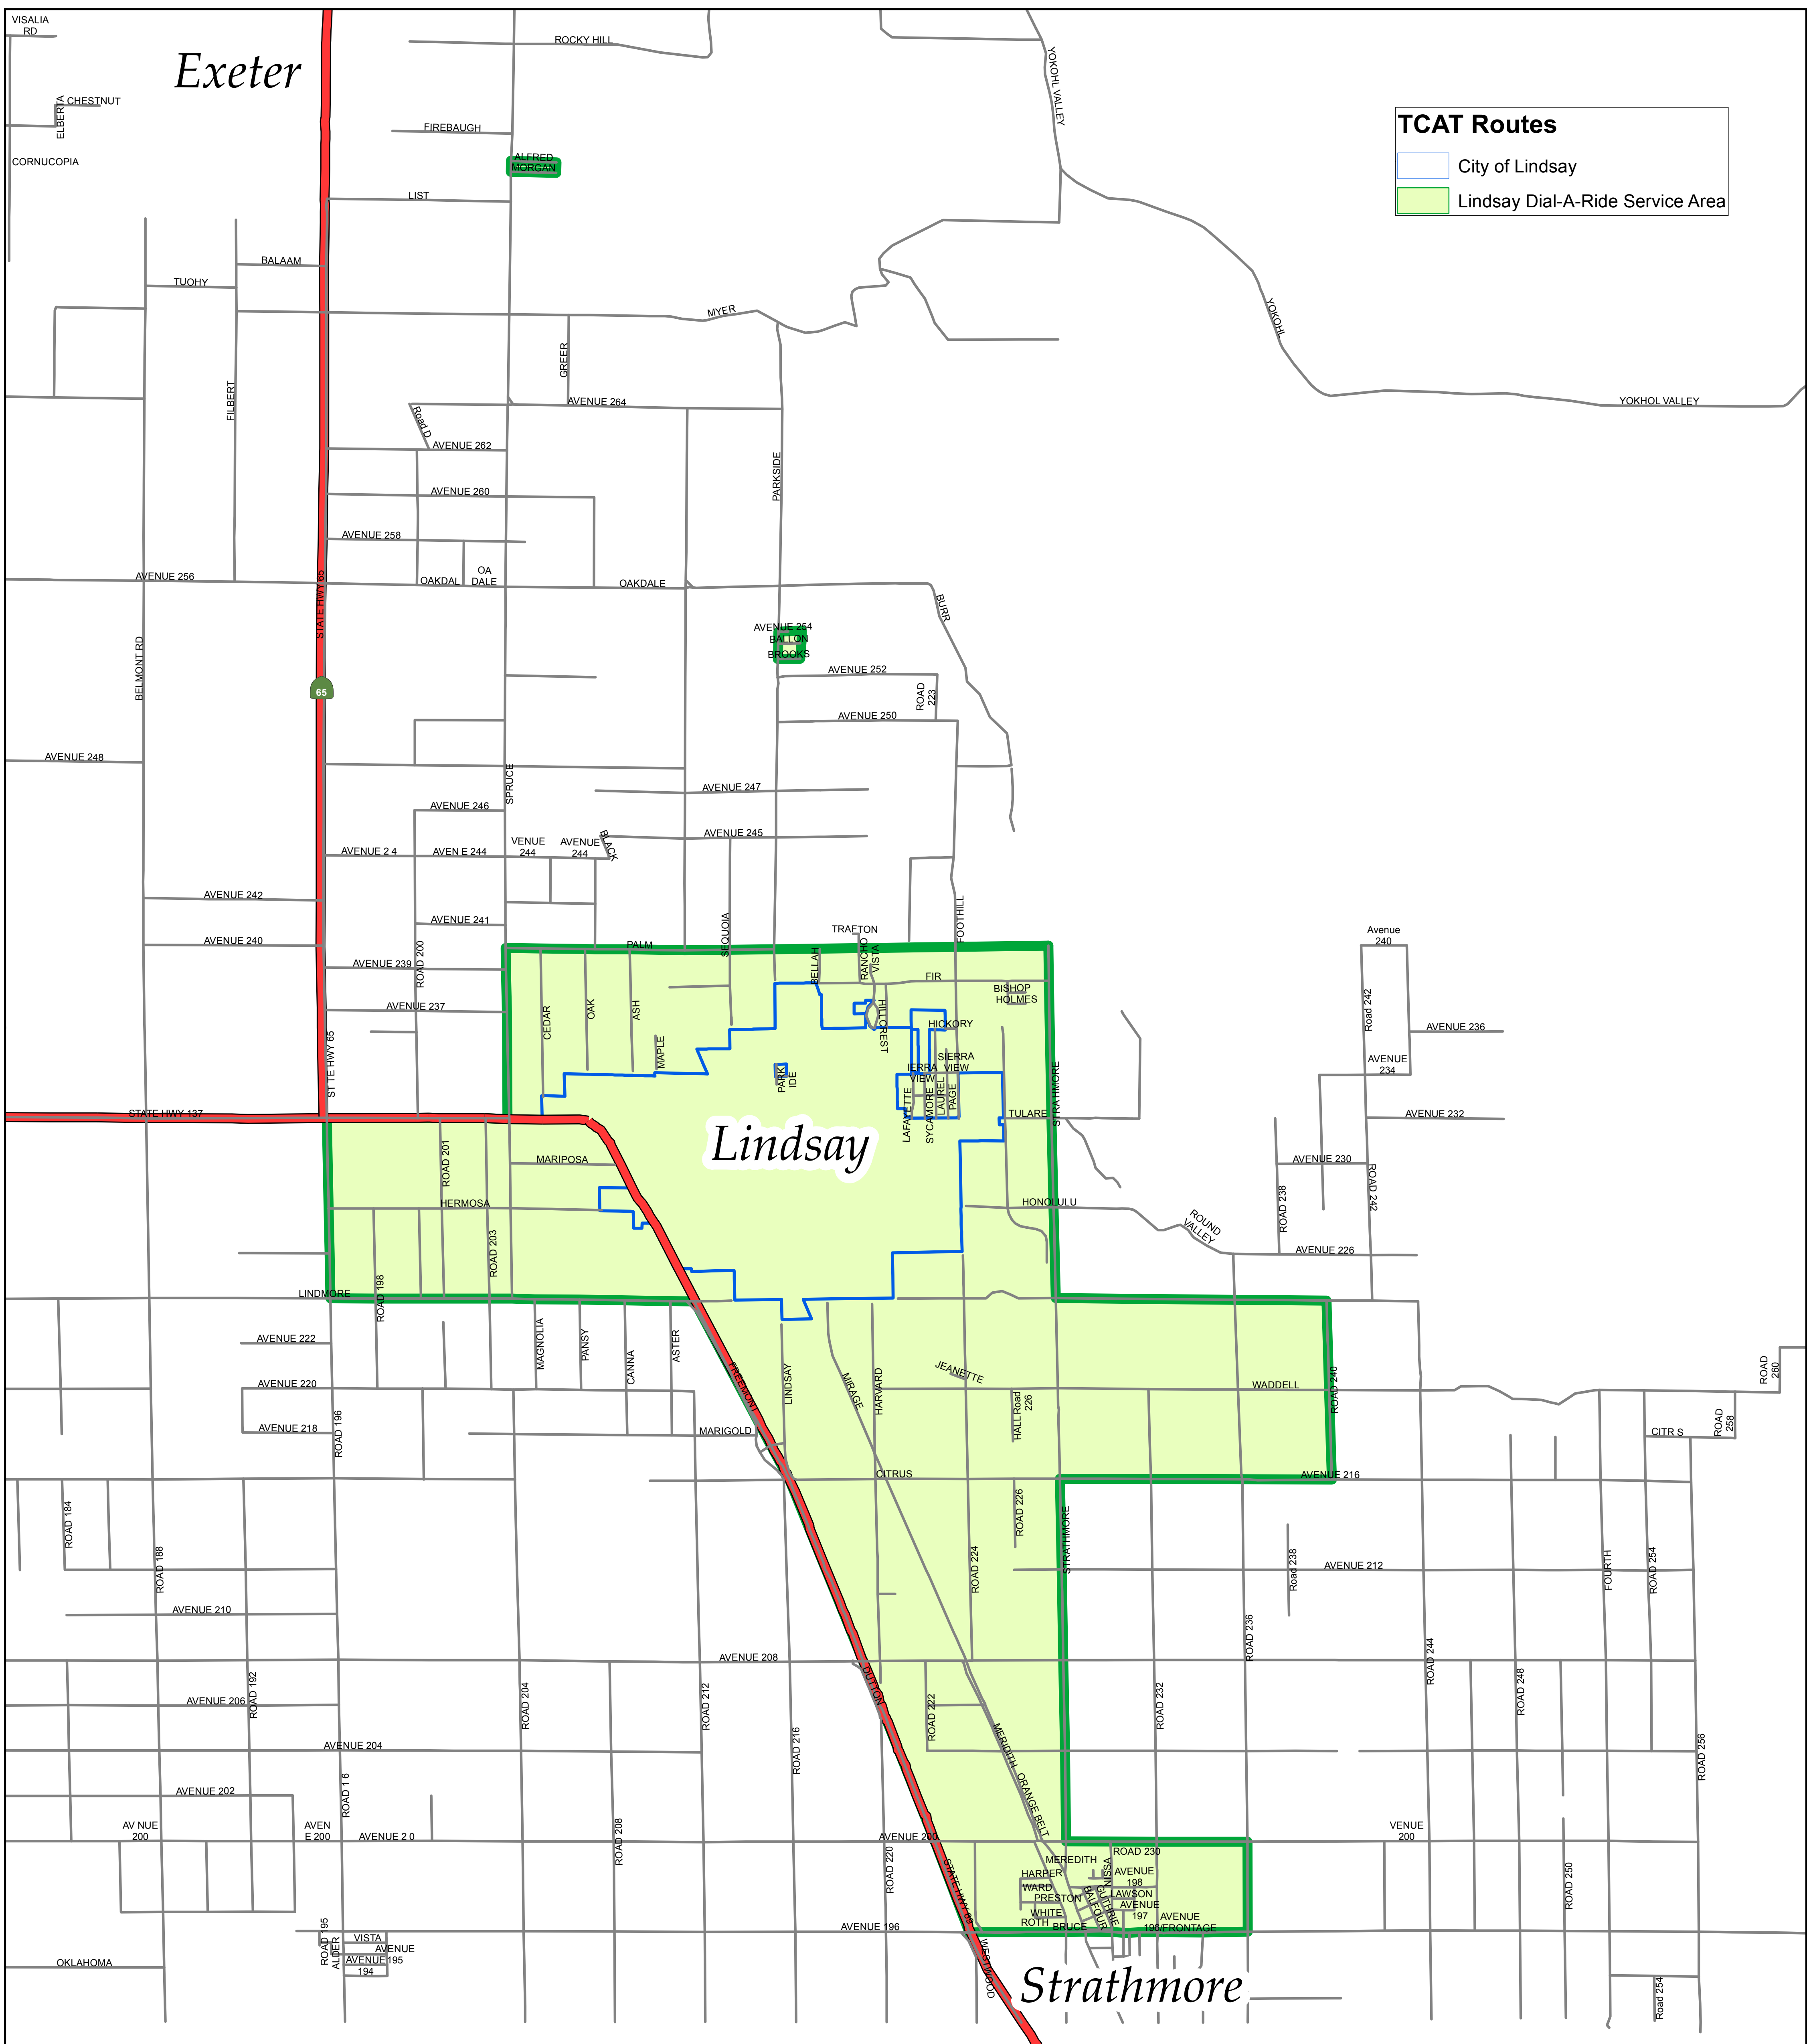 VISALIA
RD
Exeter
ROCKY HILL
YOKOHL VALLEY
ELBERTA
CHESTNUT
FIREBAUGH
TCAT Routes
City of Lindsay
Lindsay Dial-A-Ride Service Area
CORNUCOPIA
ALFRED
MORGAN
LIST
BALAAM
TUOHY
MYER
YOKOHL
GREER
FILBERT
AVENUE 264
YOKHOL VALLEY
Road D
AVENUE 262
PARKSIDE
AVENUE 260
AVENUE 258
AVENUE 256
STATE HWY 65
OAKDAL
OA
DALE
OAKDALE
BURR
AVENUE 254
BALLON
BROOKS
BELMONT RD
65
AVENUE 252
ROAD
223
AVENUE 250
AVENUE 248
SPRUCE
AVENUE 247
AVENUE 246
AVENUE 245
AVENUE 2 4
AVEN E 244
VENUE
244
AVENUE
244
BLACK
AVENUE 242
AVENUE 241
SEQUOIA
FOOTHILL
TRAFTON
AVENUE 240
ROAD 200
PALM
Avenue
240
AVENUE 239
BELLAH
RANCHO
VISTA
FIR
BISHOP
HOLMES
AVENUE 237
CEDAR
OAK
ASH
MAPLE
HILLCREST
HICKORY
Road 242
AVENUE 236
ST TE HWY 65
PARK
IDE
IERRA
VIEW
SIERRA
VIEW
STRA HMORE
AVENUE
234
LAFAYETTE
SYCAMORE
LAUREL
PAGE
STATE HWY 137
TULARE
AVENUE 232
Lindsay
ROAD 201
MARIPOSA
AVENUE 230
ROAD 238
ROAD 242
HERMOSA
HONOLULU
ROUND
VALLEY
ROAD 203
AVENUE 226
LINDMORE
ROAD 198
AVENUE 222
MAGNOLIA
PANSY
CANNA
ASTER
FREEMONT
LINDSAY
MIRAGE
HARVARD
JEANETTE
AVENUE 220
HALL Road
226
WADDELL
ROAD 240
ROAD
260
AVENUE 218
ROAD 196
MARIGOLD
CITR S
ROAD
258
CITRUS
AVENUE 216
ROAD 184
ROAD 226
STRATHMORE
ROAD 188
ROAD 224
Road 238
AVENUE 212
FOURTH
ROAD 254
AVENUE 210
ROAD 236
ROAD 244
AVENUE 208
ROAD 192
DUTTON
AVENUE 206
ROAD 204
ROAD 212
ROAD 222
ROAD 232
ROAD 248
AVENUE 204
ROAD 216
MERIDITH
ORANGE BELT
ROAD 256
AVENUE 202
ROAD 1 6
AV NUE
200
AVEN
E 200
AVENUE 2 0
ROAD 208
AVENUE 200
VENUE
200
ROAD 220
STATE HWY 65
MEREDITH
NISSA
ROAD 230
HARPER
AVENUE
198
WARD
PRESTON
BALFOUR
GUTHRIE
LAWSON
AVENUE
197
WHITE
ROTH
BRUCE
AVENUE
196/FRONTAGE
ROAD 250
AVENUE 196
ROAD 195
ALDER
VISTA
AVENUE
195
AVENUE
194
OKLAHOMA
WESTWOOD
Strathmore
Road 254